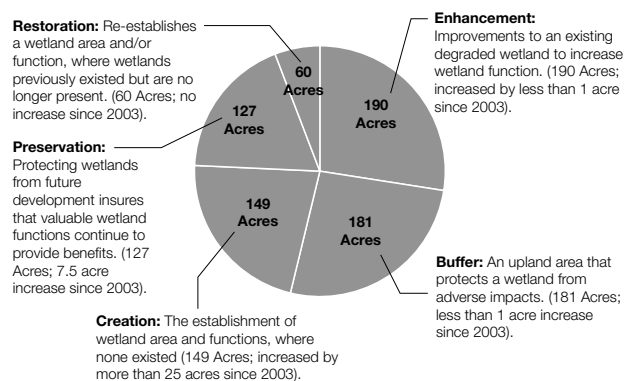 Restoration: Re-establishes
a wetland area and/or
function, where wetlands
previously existed but are no
longer present. (60 Acres; no
increase since 2003).
Preservation:
Protecting wetlands
from future
development insures
that valuable wetland
functions continue to
provide benefits. (127
Acres; 7.5 acre
increase since 2003).
Creation: The establishment of
wetland area and functions, where
none existed (149 Acres; increased by
more than 25 acres since 2003).
60
Acres
190
Acres
127
Acres
149
Acres
181
Acres
Enhancement:
Improvements to an existing
degraded wetland to increase
wetland function. (190 Acres;
increased by less than 1 acre
since 2003).
Buffer: An upland area that
protects a wetland from
adverse impacts. (181 Acres;
less than 1 acre increase
since 2003).